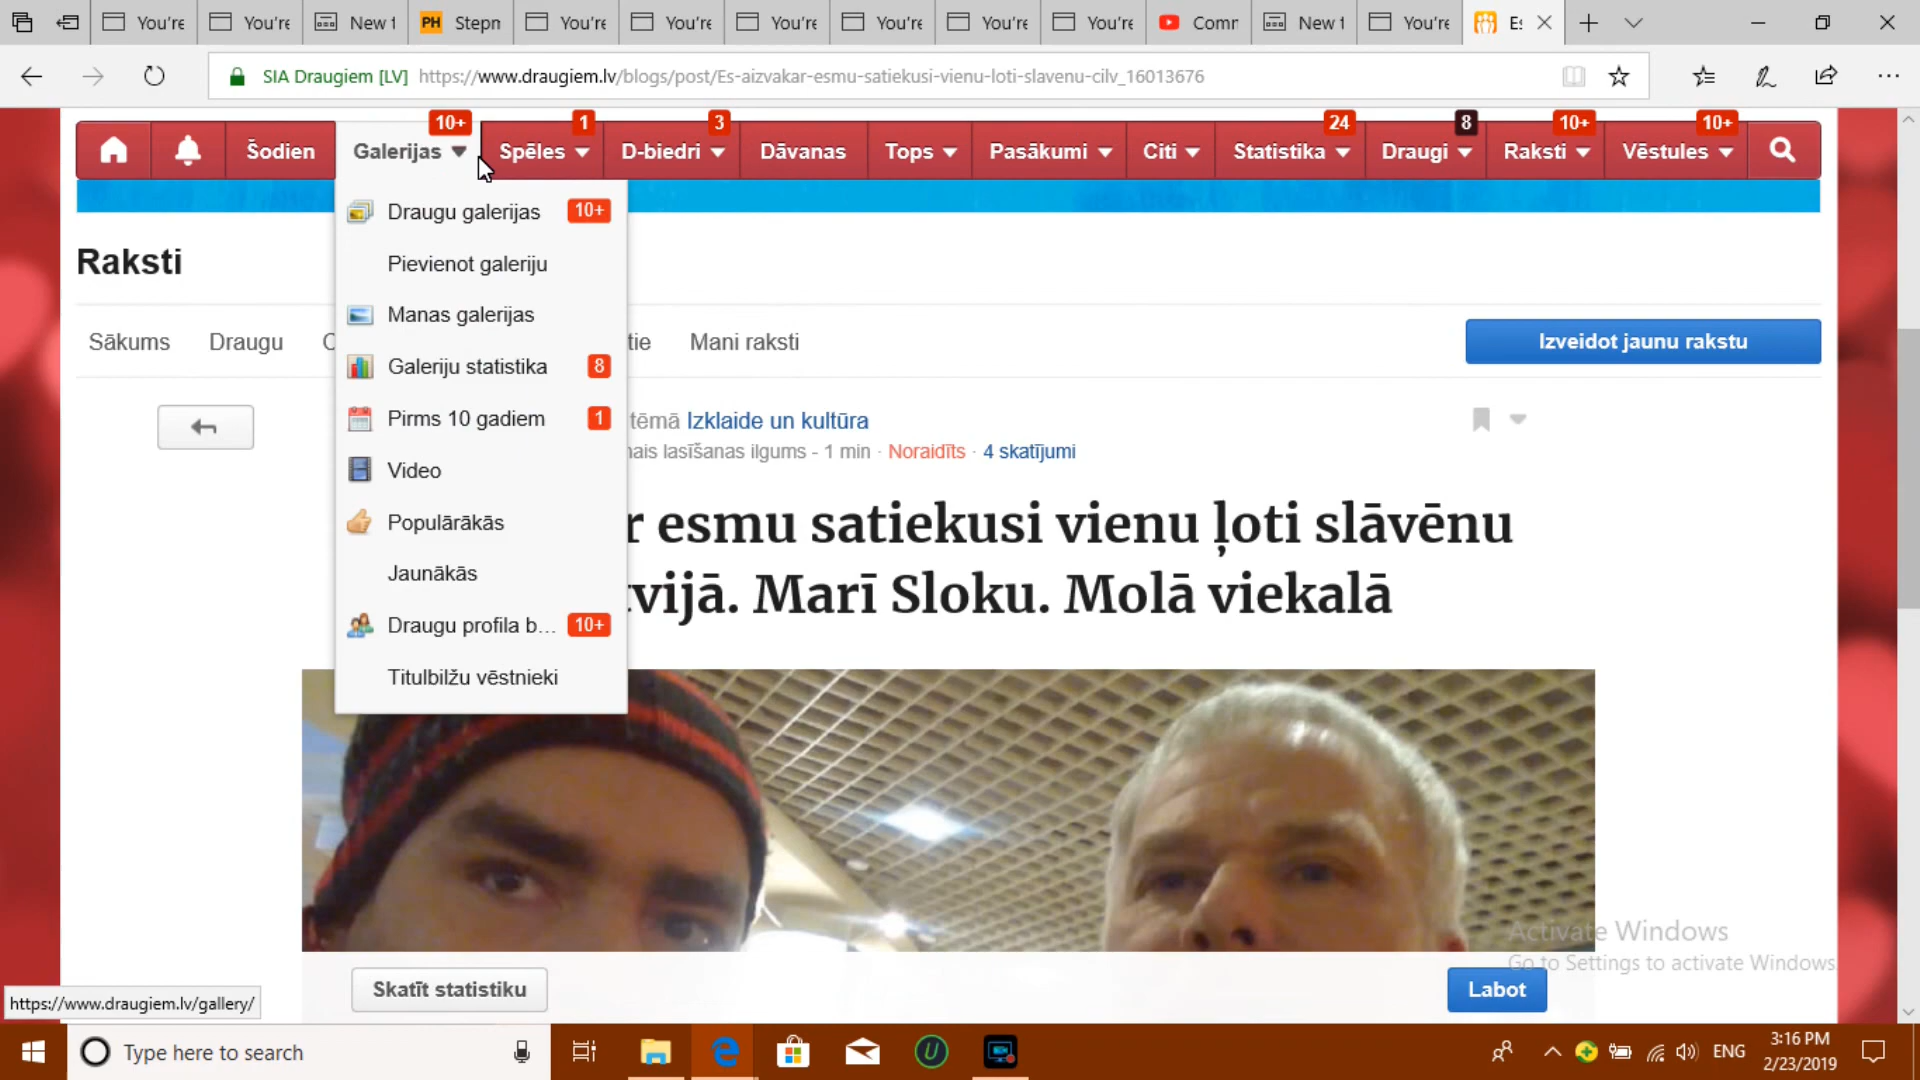 You're
You're
New t
PH Stepn
You're
You're
You're
You're
You're
You're
Comr
New t
You're
Es
SIA Draugiem [LV] https://www.draugiem.lv/blogs/post/Es-aizvakar-esmu-satiekusi-vienu-loti-slavenu-cilv_16013676
10+ 1 3 24 8 10+ 10+
Šodien Galerijas Spēles D-biedri Dāvanas Tops Pasākumi Citi Statistika Draugi Raksti Vēstules
Draugu galerijas 10+
Pievienot galeriju
Manas galerijas
Galeriju statistika 8
Pirms 10 gadiem 1
Video
Populārākās
Jaunākās
Draugu profila b... 10+
Titulbilžu vēstnieki
Raksti
Sākums Draugu tie Mani raksti
Izveidot jaunu rakstu
tēmā Izklaide un kultūra
nais lasīšanas ilgums - 1 min · Noraidīts · 4 skatījumi
r esmu satiekusi vienu ļoti slāvēnu
tvijā. Marī Sloku. Molā viekalā
Activate Windows
Go to Settings to activate Windows.
Skatīt statistiku
Labot
https://www.draugiem.lv/gallery/
Type here to search
U
ENG
3:16 PM
2/23/2019